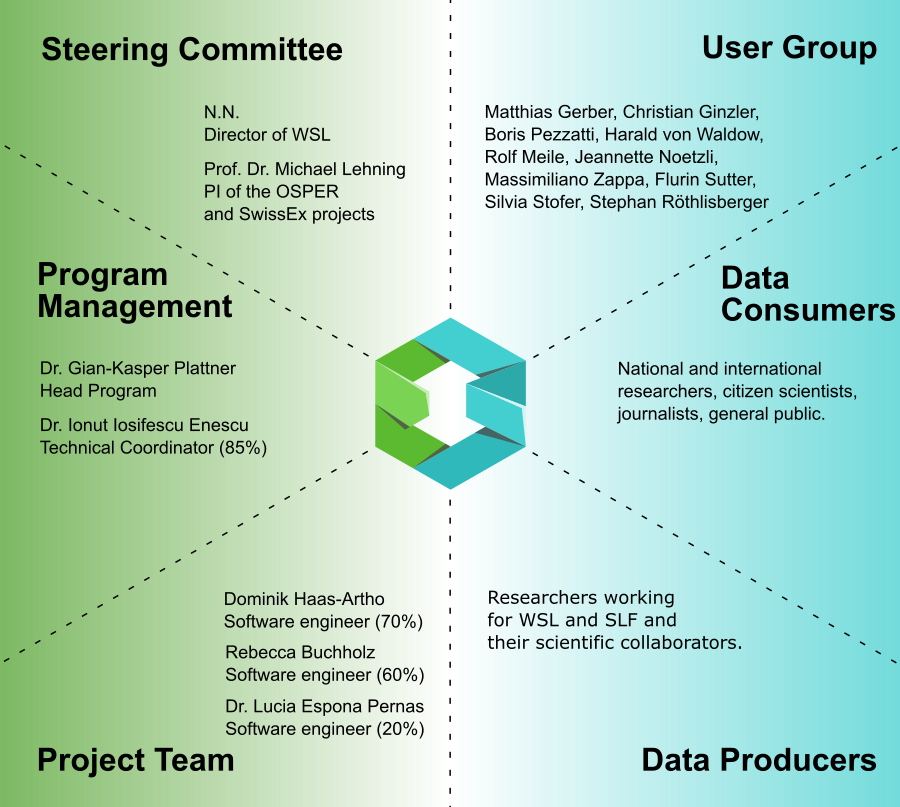 Steering Committee
N.N.
Director of WSL
Prof. Dr. Michael Lehning
PI of the OSPER
and SwissEx projects
User Group
Matthias Gerber, Christian Ginzler,
Boris Pezzatti, Harald von Waldow,
Rolf Meile, Jeannette Noetzli,
Massimiliano Zappa, Flurin Sutter,
Silvia Stofer, Stephan Röthlisberger
Program
Management
Dr. Gian-Kasper Plattner
Head Program
Dr. Ionut Iosifescu Enescu
Technical Coordinator (85%)
Data
Consumers
National and international
researchers, citizen scientists,
journalists, general public.
Dominik Haas-Artho
Software engineer (70%)
Rebecca Buchholz
Software engineer (60%)
Dr. Lucia Espona Pernas
Software engineer (20%)
Project Team
Researchers working
for WSL and SLF and
their scientific collaborators.
Data Producers